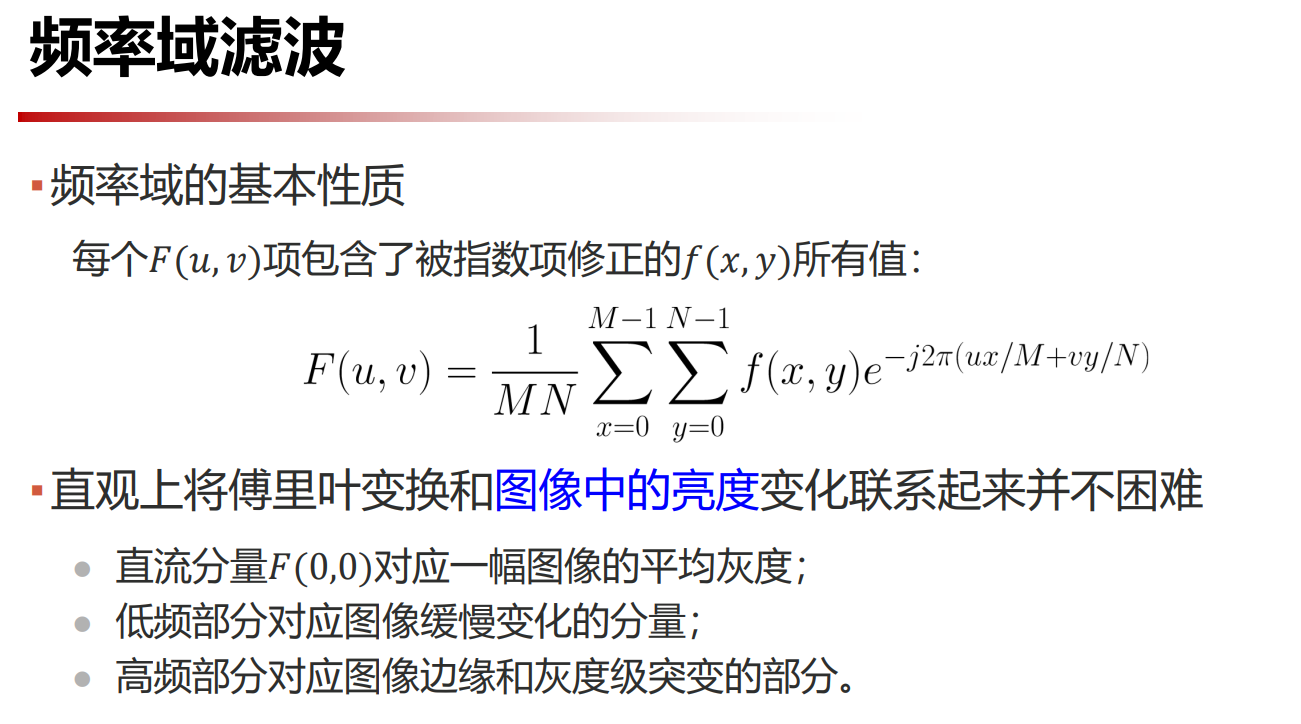 频率域滤波
▪频率域的基本性质
每个F(u,v)项包含了被指数项修正的f(x,y)所有值：
F(u,v) = \frac{1}{MN} \sum_{x=0}^{M-1} \sum_{y=0}^{N-1} f(x,y)e^{-j2π(ux/M+vy/N)}
▪直观上将傅里叶变换和图像中的亮度变化联系起来并不困难
● 直流分量F(0,0)对应一幅图像的平均灰度；
● 低频部分对应图像缓慢变化的分量；
● 高频部分对应图像边缘和灰度级突变的部分。